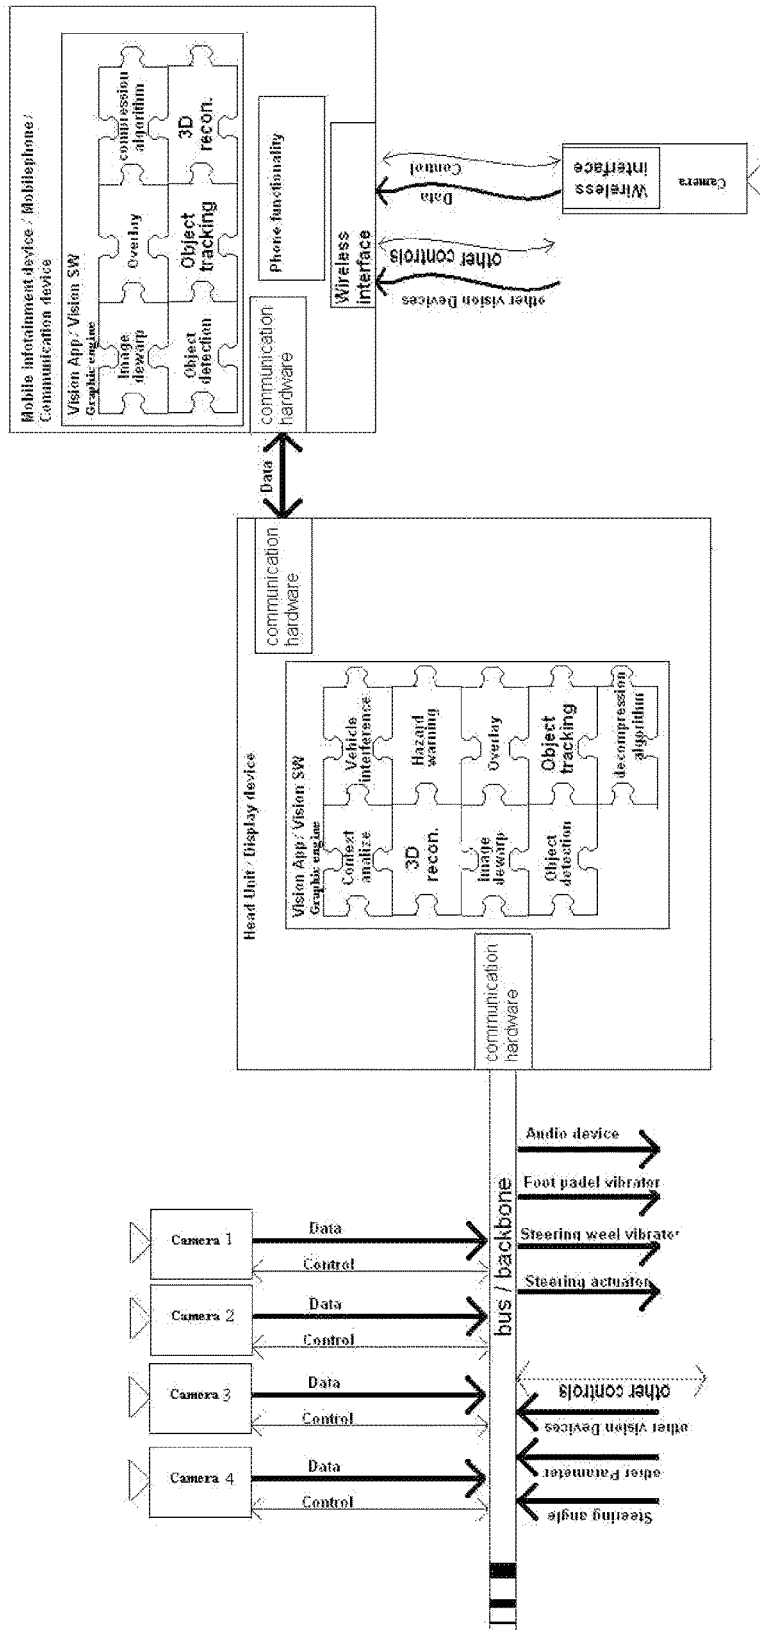 Mobile infotainment device / Mobilephone /
Communication device
Vision App/ Vision SW
Graphic engine
Image
dewarp
Overlay
compression
algorithm
Object
detection
Object
tracking
3D
recon.
Phone functionality
Wireless
interface
communication
hardware
Data
Control
Data
other controls
other vision Devices
Wireless
interface
Camera
Head Unit / Display device
communication
hardware
Vision App/ Vision SW
Graphic engine
Context
analize
Vehicle
interference
3D
recon.
Hazard
warning
Image
dewarp
Overlay
Object
detection
Object
tracking
decompression
algorithm
communication
hardware
bus / backbone
Audio device
Foot padel vibrator
Steering weel vibrator
Steering actuator
other controls
other vision Devices
other Parameter
Steering angle
Camera 1
Data
Control
Camera 2
Data
Control
Camera 3
Data
Control
Camera 4
Data
Control